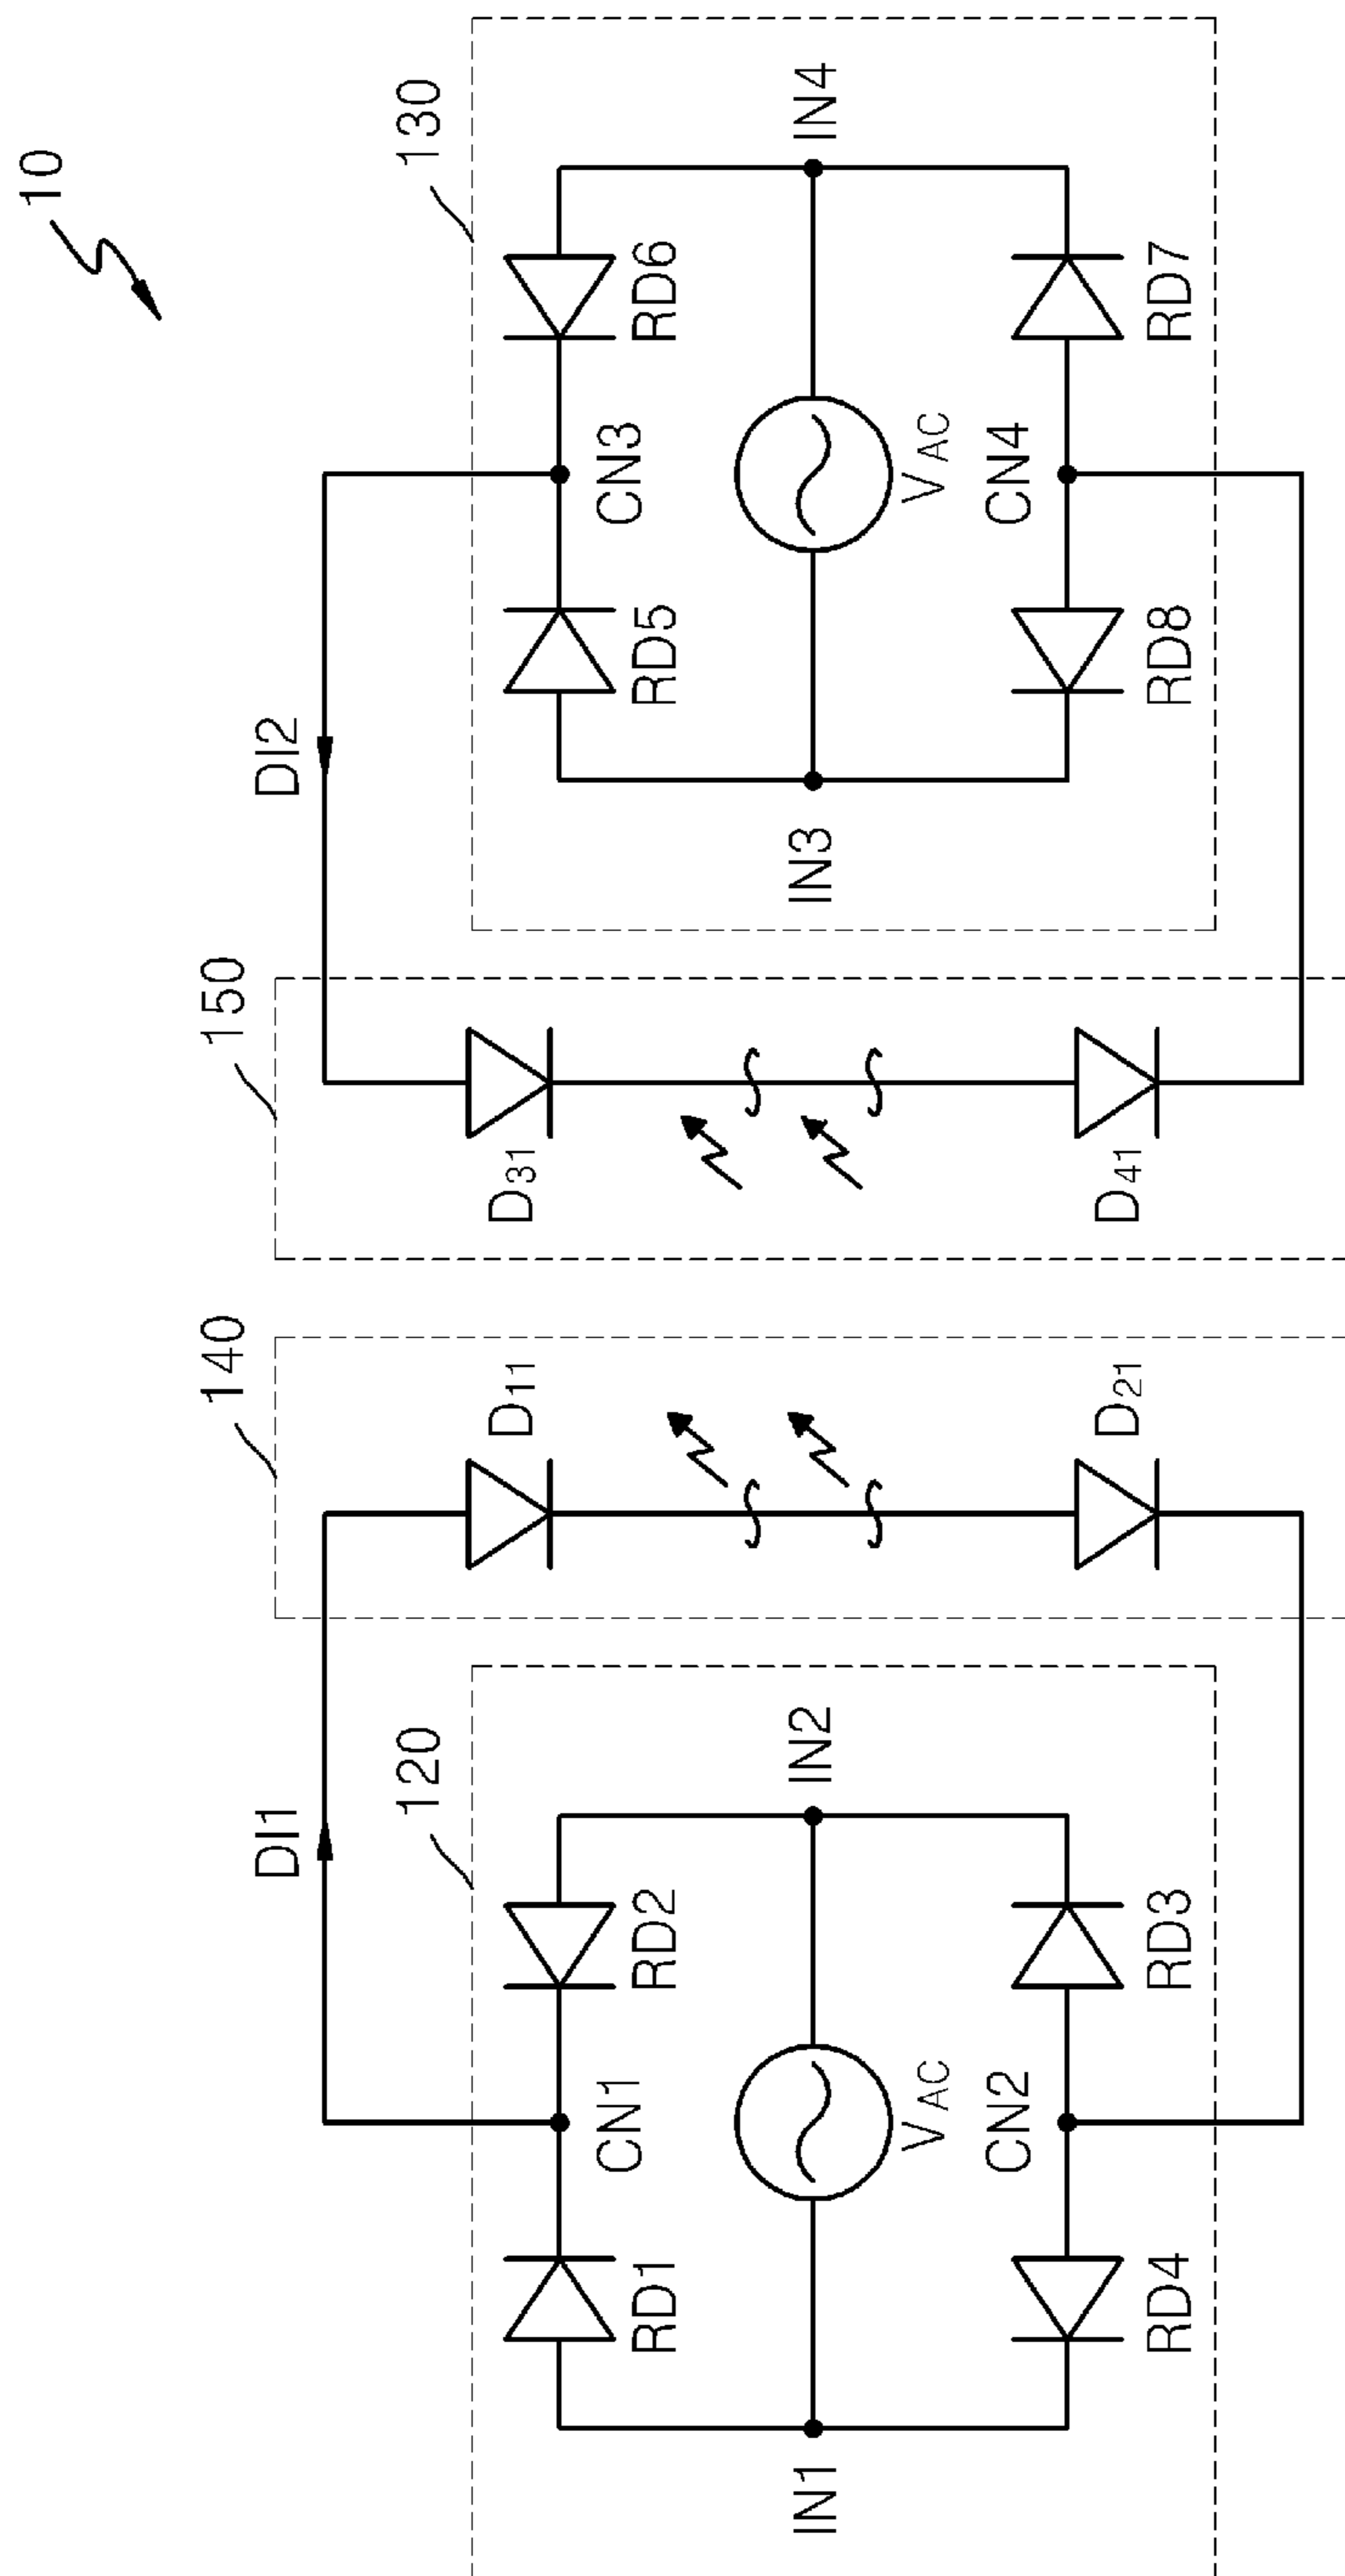 10
DI1
DI2
140
150
120
130
D11
D31
D21
D41
RD1
CN1
RD2
IN1
VAC
IN2
RD4
CN2
RD3
RD5
CN3
RD6
IN3
VAC
IN4
RD8
CN4
RD7